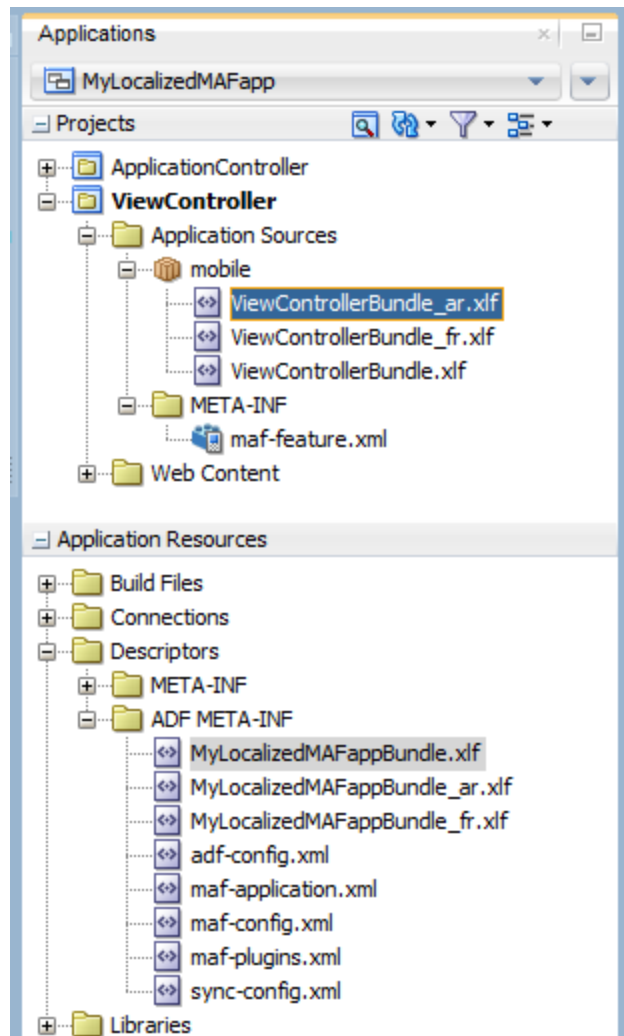 Applications
MyLocalizedMAFapp
Projects
ApplicationController
ViewController
Application Sources
mobile
ViewControllerBundle_ar.xlf
ViewControllerBundle_fr.xlf
ViewControllerBundle.xlf
META-INF
maf-feature.xml
Web Content
Application Resources
Build Files
Connections
Descriptors
META-INF
ADF META-INF
MyLocalizedMAFappBundle.xlf
MyLocalizedMAFappBundle_ar.xlf
MyLocalizedMAFappBundle_fr.xlf
adf-config.xml
maf-application.xml
maf-config.xml
maf-plugins.xml
sync-config.xml
Libraries